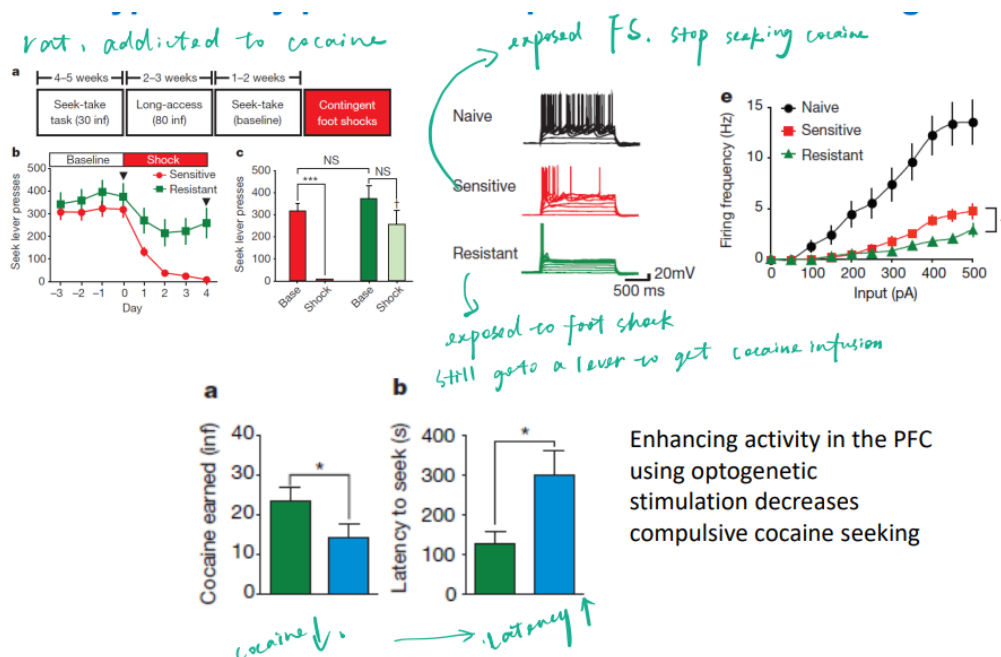 rat, addicted to cocaine
exposed FS. stop seeking cocaine
a
4–5 weeks
2–3 weeks
1–2 weeks
Seek-take
task (30 inf)
Long-access
(80 inf)
Seek-take
(baseline)
Contingent
foot shocks
b
Baseline
Shock
Sensitive
Resistant
Seek lever presses
500
400
300
200
100
0
–3 –2 –1 0 1 2 3 4
Day
c
NS
***
NS
Seek lever presses
500
400
300
200
100
0
Base
Shock
Base
Shock
Naive
Sensitive
Resistant
20mV
500 ms
e
Naive
Sensitive
Resistant
Firing frequency (Hz)
15
10
5
0
0 100 200 300 400 500
Input (pA)
exposed to foot shock
still go to a lever to get cocaine infusion
a
Cocaine earned (inf)
40
30
20
10
0
*
b
Latency to seek (s)
400
300
200
100
0
*
Enhancing activity in the PFC
using optogenetic
stimulation decreases
compulsive cocaine seeking
cocaine ↓. → .latency ↑